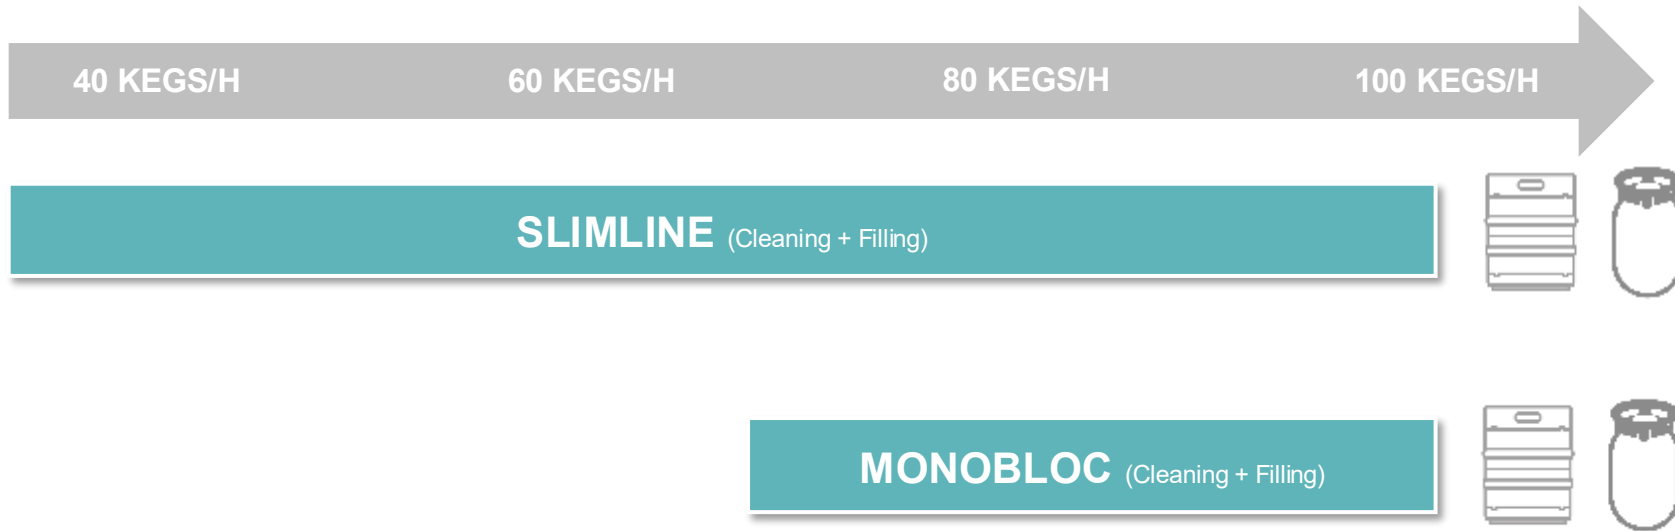 40 KEGS/H 60 KEGS/H 80 KEGS/H 100 KEGS/H
SLIMLINE (Cleaning + Filling)
MONOBLOC (Cleaning + Filling)